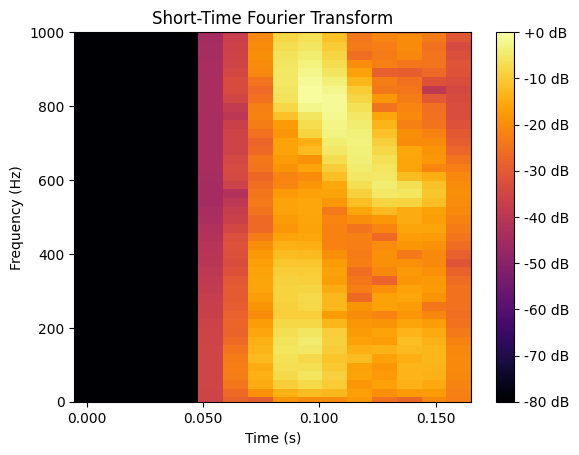 Short-Time Fourier Transform
1000
800
600
400
200
0
Frequency (Hz)
0.000
0.050
0.100
0.150
Time (s)
+0 dB
-10 dB
-20 dB
-30 dB
-40 dB
-50 dB
-60 dB
-70 dB
-80 dB